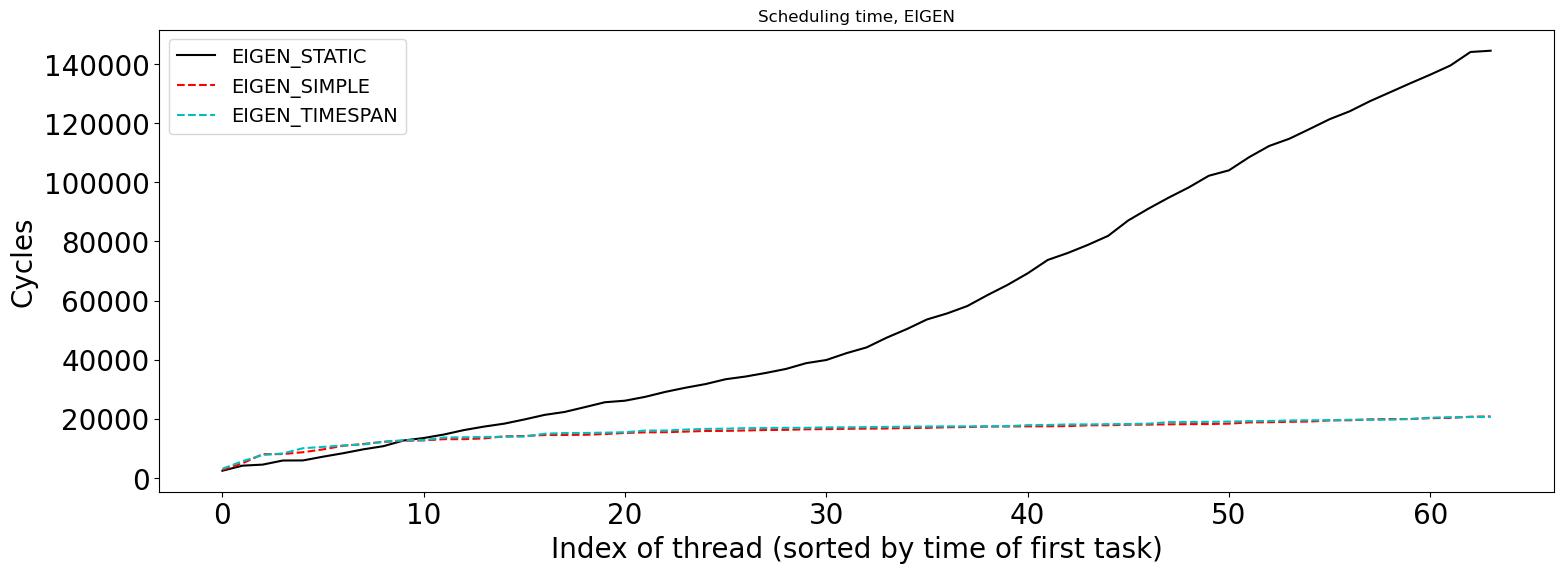 Scheduling time, EIGEN
EIGEN_STATIC
EIGEN_SIMPLE
EIGEN_TIMESPAN
140000
120000
100000
80000
60000
40000
20000
0
Cycles
0 10 20 30 40 50 60
Index of thread (sorted by time of first task)